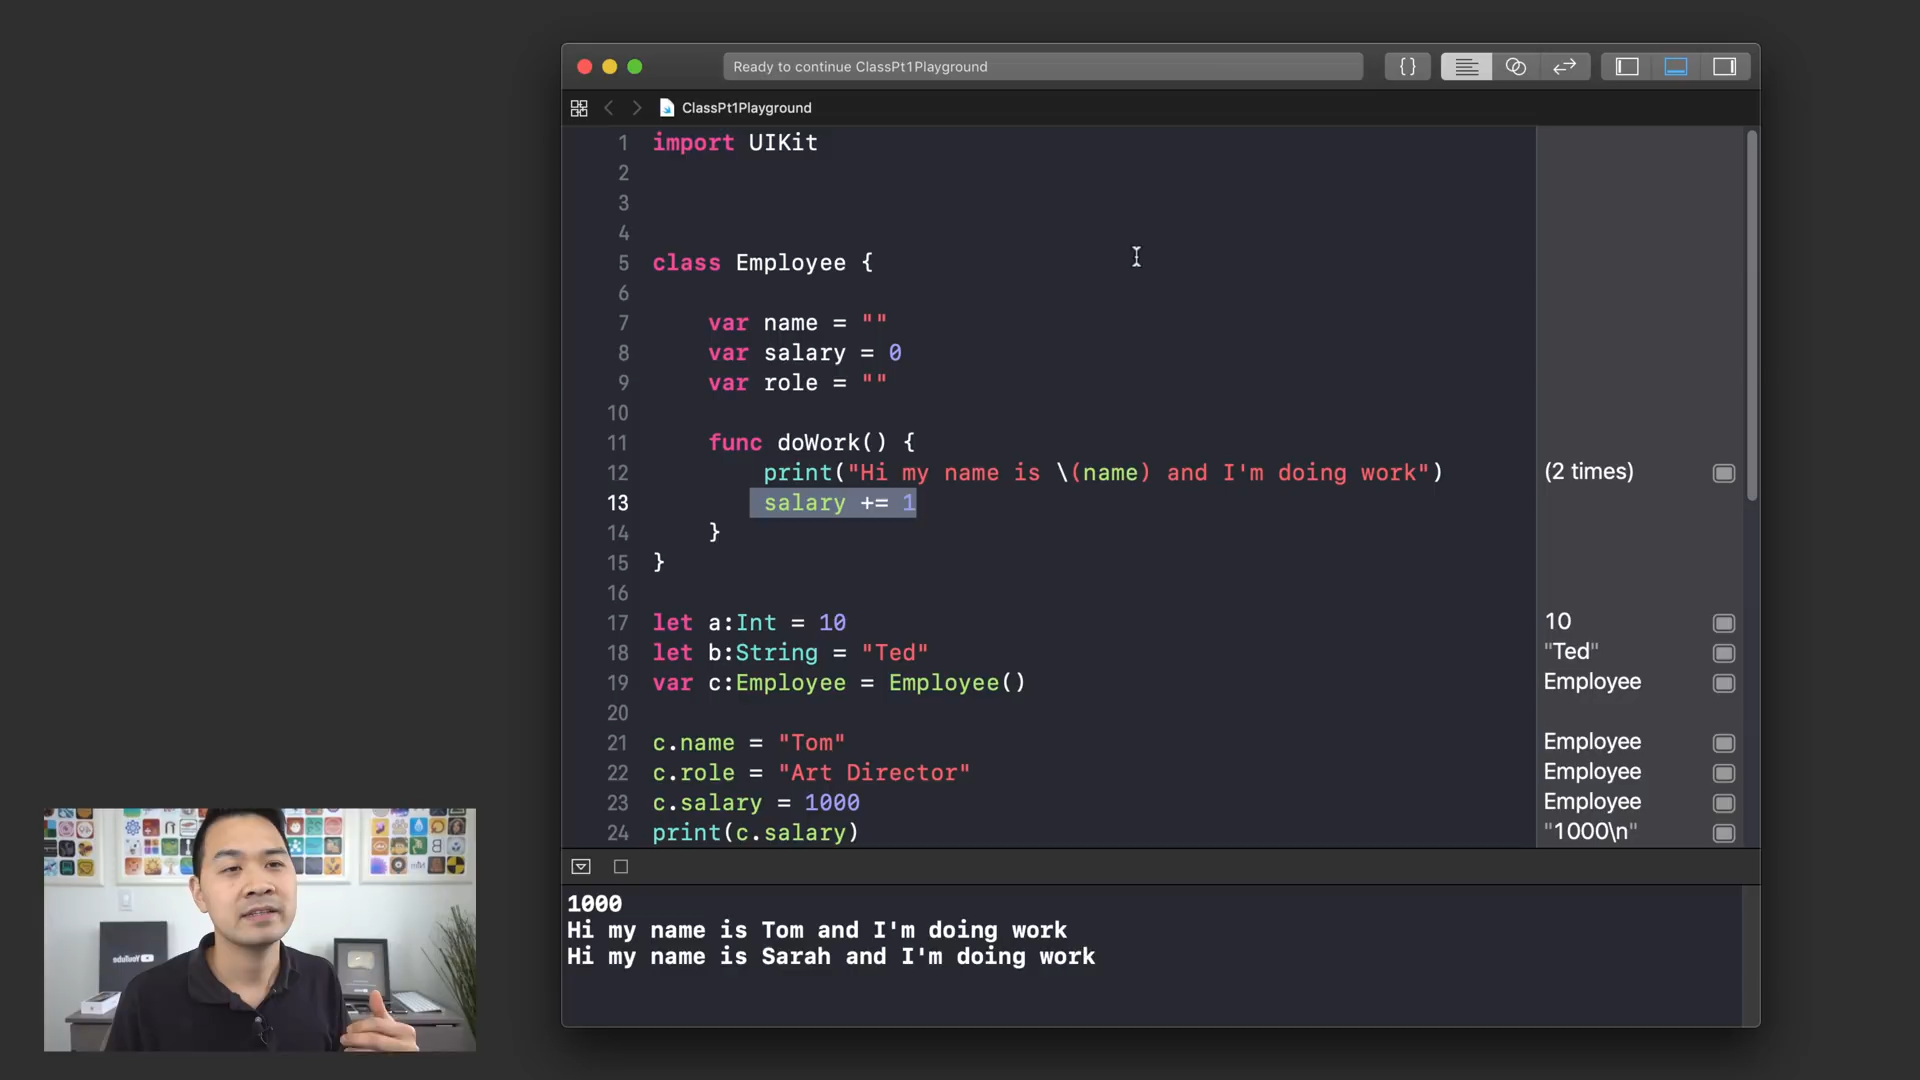 Ready to continue ClassPt1Playground
{ }
ClassPt1Playground
1 import UIKit
2
3
4
5 class Employee {
6
7 var name = ""
8 var salary = 0
9 var role = ""
10
11 func doWork() {
12 print("Hi my name is \(name) and I'm doing work") (2 times)
13 salary += 1
14 }
15 }
16
17 let a:Int = 10 10
18 let b:String = "Ted" "Ted"
19 var c:Employee = Employee() Employee
20
21 c.name = "Tom" Employee
22 c.role = "Art Director" Employee
23 c.salary = 1000 Employee
24 print(c.salary) "1000\n"
1000
Hi my name is Tom and I'm doing work
Hi my name is Sarah and I'm doing work